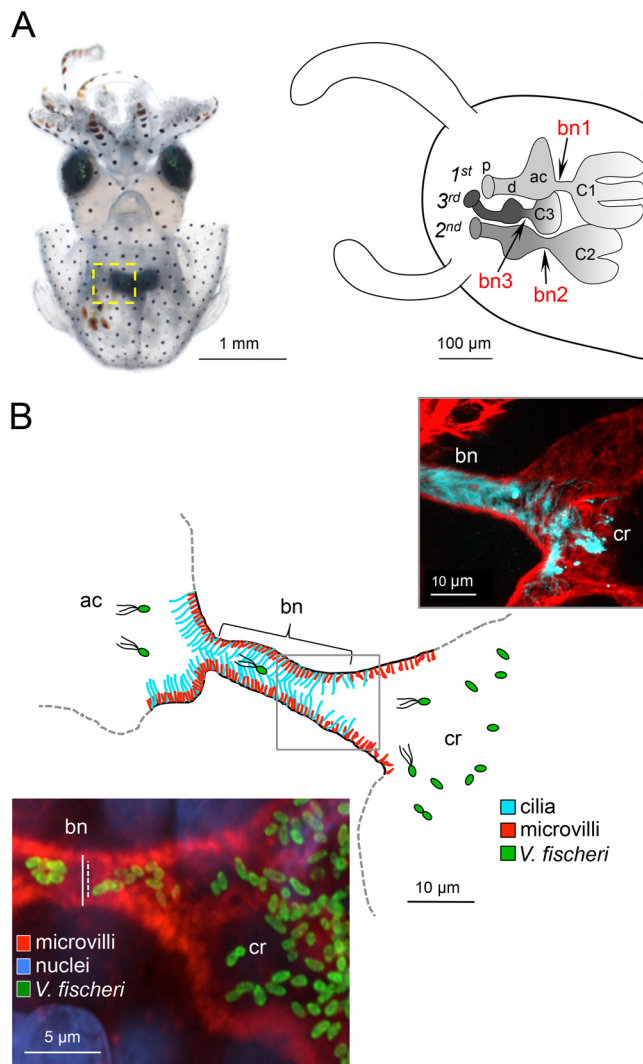 A
bn1
1st
p
ac
d
C1
3rd
C3
2nd
C2
bn3
bn2
1 mm
100 µm
B
bn
cr
10 µm
ac
bn
cr
cilia
microvilli
V. fischeri
10 µm
bn
cr
microvilli
nuclei
V. fischeri
5 µm